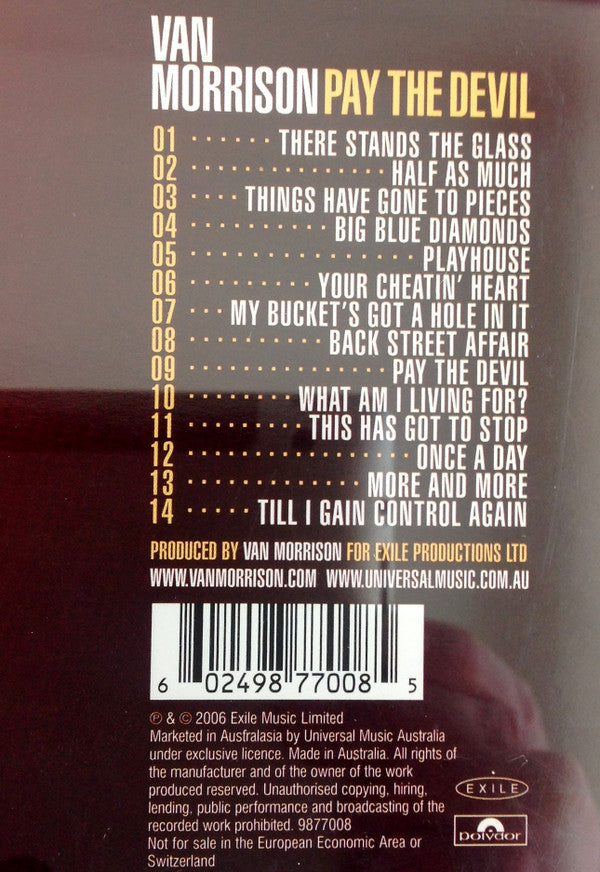 VAN
MORRISON PAY THE DEVIL
01 · · · · · · THERE STANDS THE GLASS
02 · · · · · · · · · · · · · · · HALF AS MUCH
03 · · · · THINGS HAVE GONE TO PIECES
04 · · · · · · · · · · BIG BLUE DIAMONDS
05 · · · · · · · · · · · · · · · · · PLAYHOUSE
06 · · · · · · · · · YOUR CHEATIN' HEART
07 · · · MY BUCKET'S GOT A HOLE IN IT
08 · · · · · · · · · · BACK STREET AFFAIR
09 · · · · · · · · · · · · · · · PAY THE DEVIL
10 · · · · · · · · WHAT AM I LIVING FOR?
11 · · · · · · · · · THIS HAS GOT TO STOP
12 · · · · · · · · · · · · · · · · · ONCE A DAY
13 · · · · · · · · · · · · · MORE AND MORE
14 · · · · · TILL I GAIN CONTROL AGAIN
PRODUCED BY VAN MORRISON FOR EXILE PRODUCTIONS LTD
WWW.VANMORRISON.COM WWW.UNIVERSALMUSIC.COM.AU
6 02498 77008 5
℗ & © 2006 Exile Music Limited
Marketed in Ausfralasia by Universal Music Australia
under exclusive licence. Made in Australia. All rights of
the manufacturer and of the owner of the work
produced reserved. Unauthorised copying, hiring,
lending, public performance and broadcasting of the
recorded work prohibited. 9877008
Not for sale in the European Economic Area or
Switzerland
EXILE
polydor